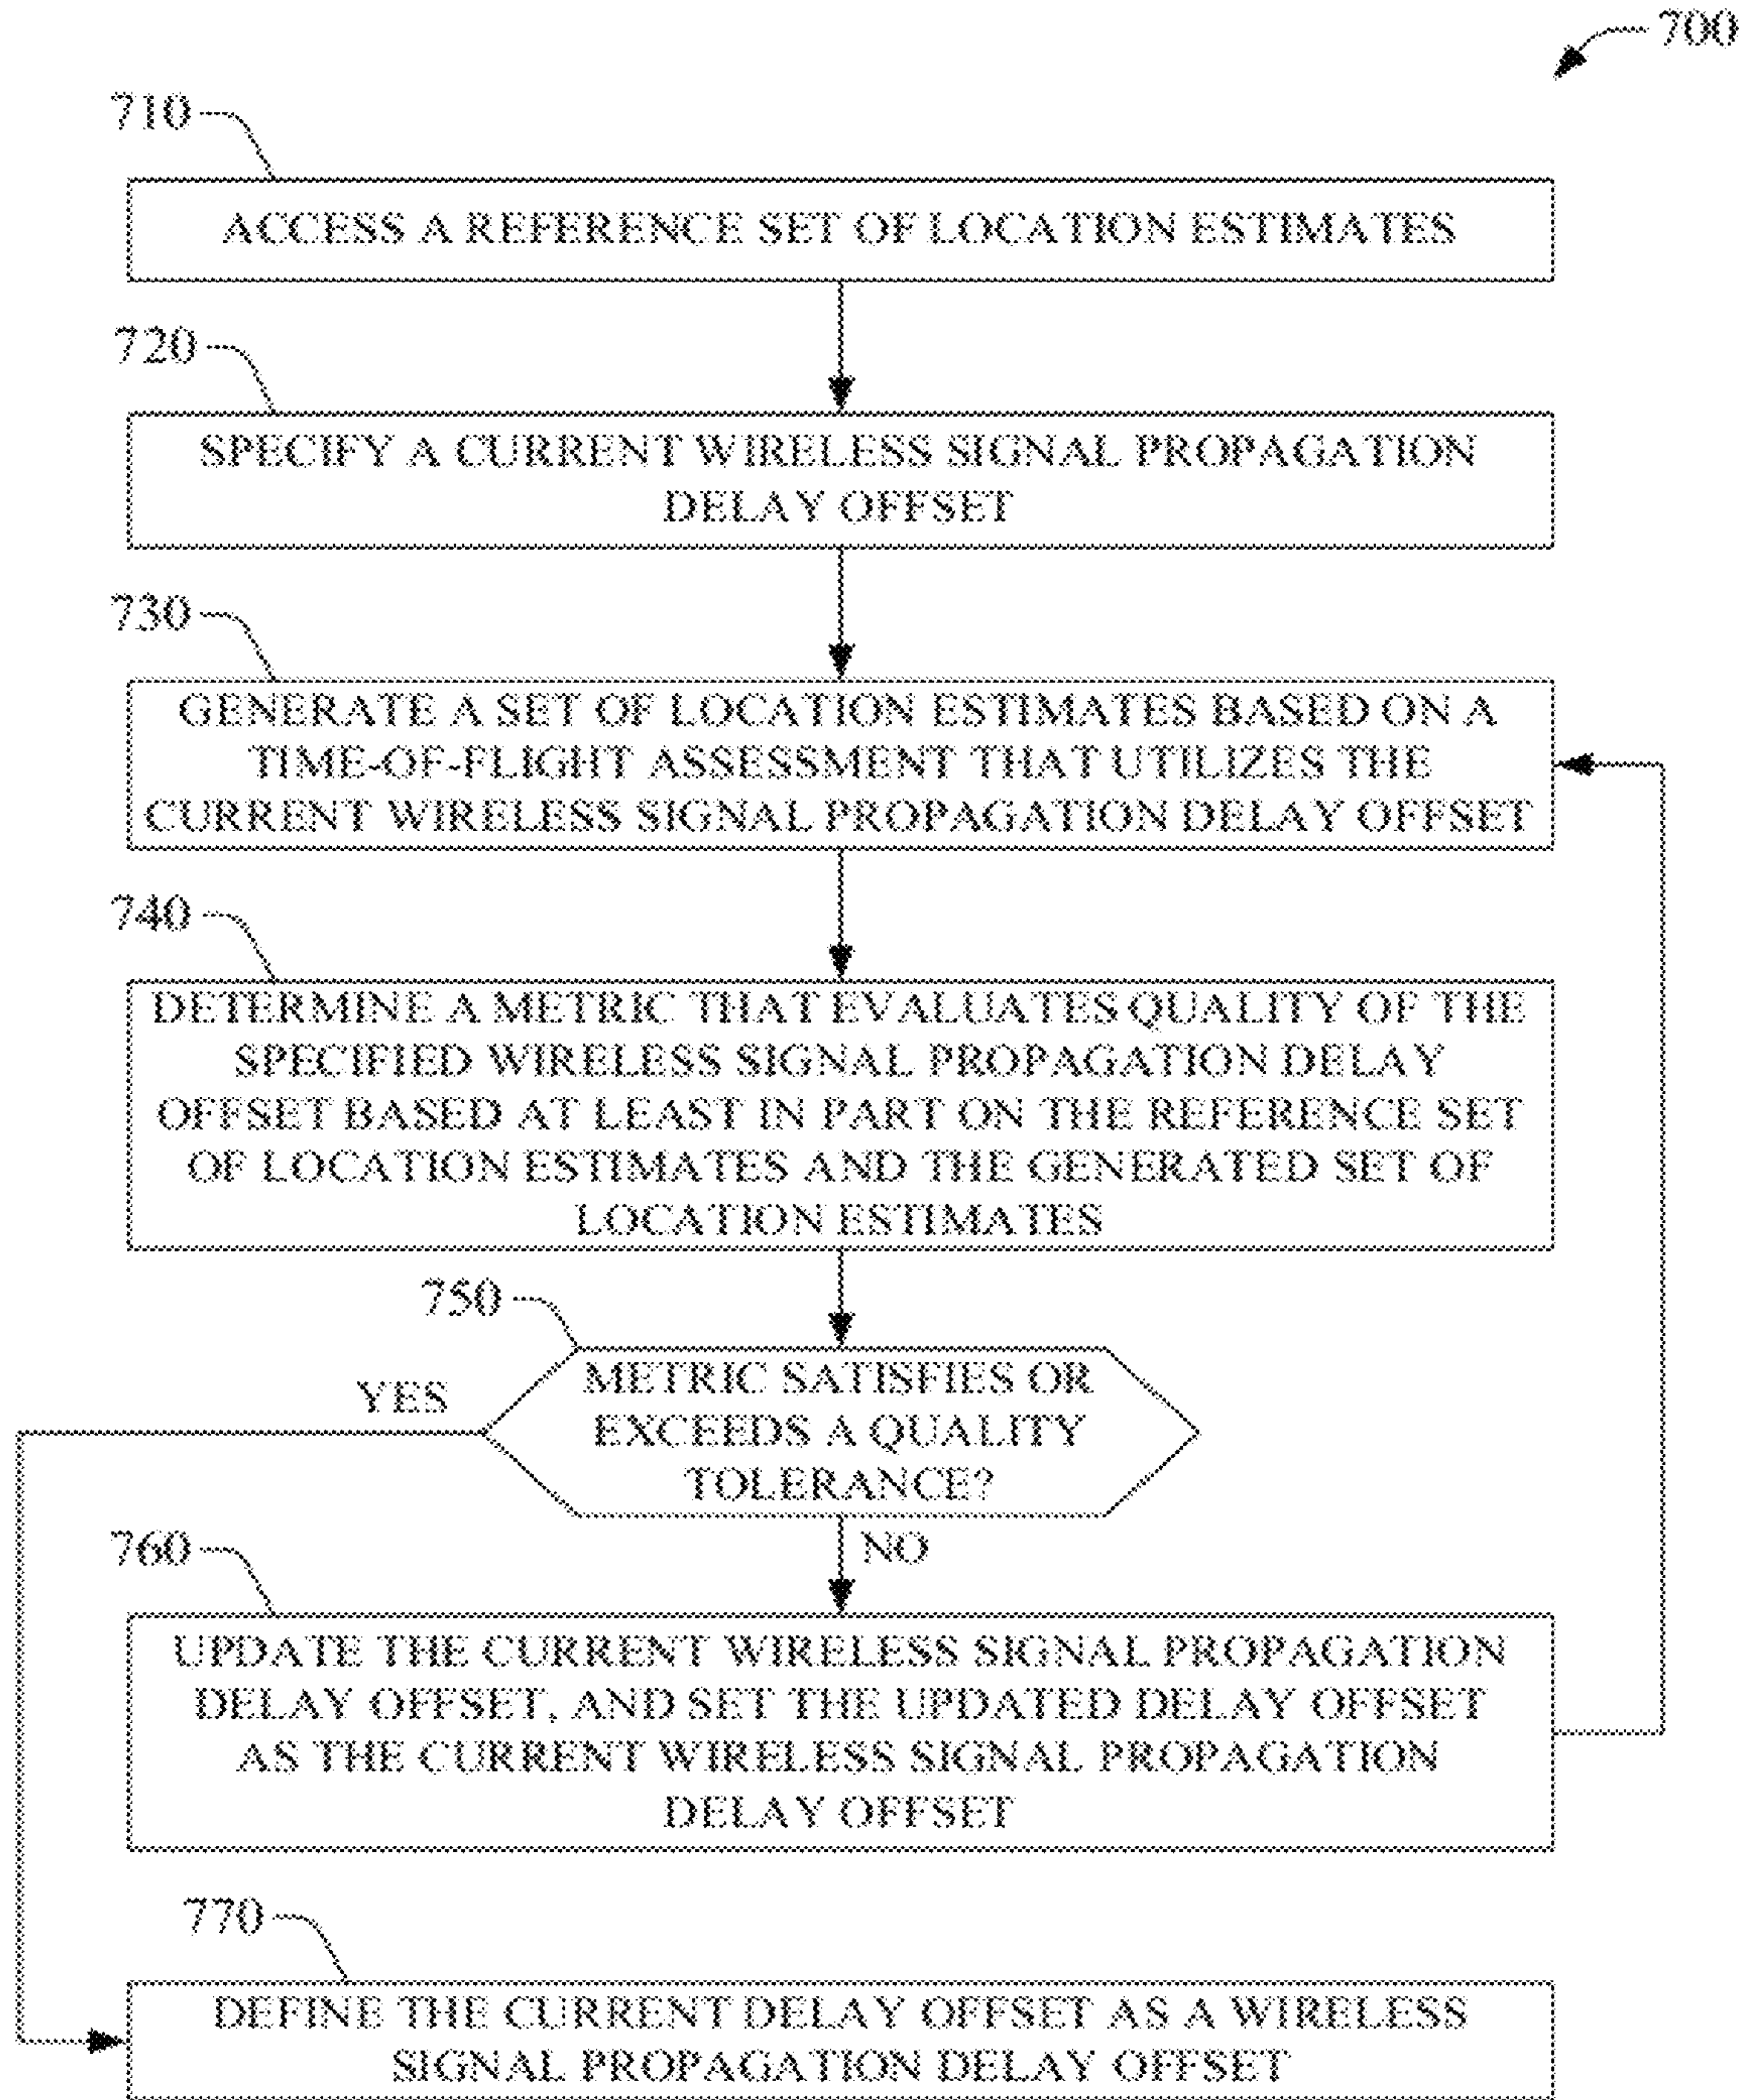 700
710
ACCESS A REFERENCE SET OF LOCATION ESTIMATES
720
SPECIFY A CURRENT WIRELESS SIGNAL PROPAGATION
DELAY OFFSET
730
GENERATE A SET OF LOCATION ESTIMATES BASED ON A
TIME-OF-FLIGHT ASSESSMENT THAT UTILIZES THE
CURRENT WIRELESS SIGNAL PROPAGATION DELAY OFFSET
740
DETERMINE A METRIC THAT EVALUATES QUALITY OF THE
SPECIFIED WIRELESS SIGNAL PROPAGATION DELAY
OFFSET BASED AT LEAST IN PART ON THE REFERENCE SET
OF LOCATION ESTIMATES AND THE GENERATED SET OF
LOCATION ESTIMATES
750
YES
METRIC SATISFIES OR
EXCEEDS A QUALITY
TOLERANCE?
NO
760
UPDATE THE CURRENT WIRELESS SIGNAL PROPAGATION
DELAY OFFSET, AND SET THE UPDATED DELAY OFFSET
AS THE CURRENT WIRELESS SIGNAL PROPAGATION
DELAY OFFSET
770
DEFINE THE CURRENT DELAY OFFSET AS A WIRELESS
SIGNAL PROPAGATION DELAY OFFSET